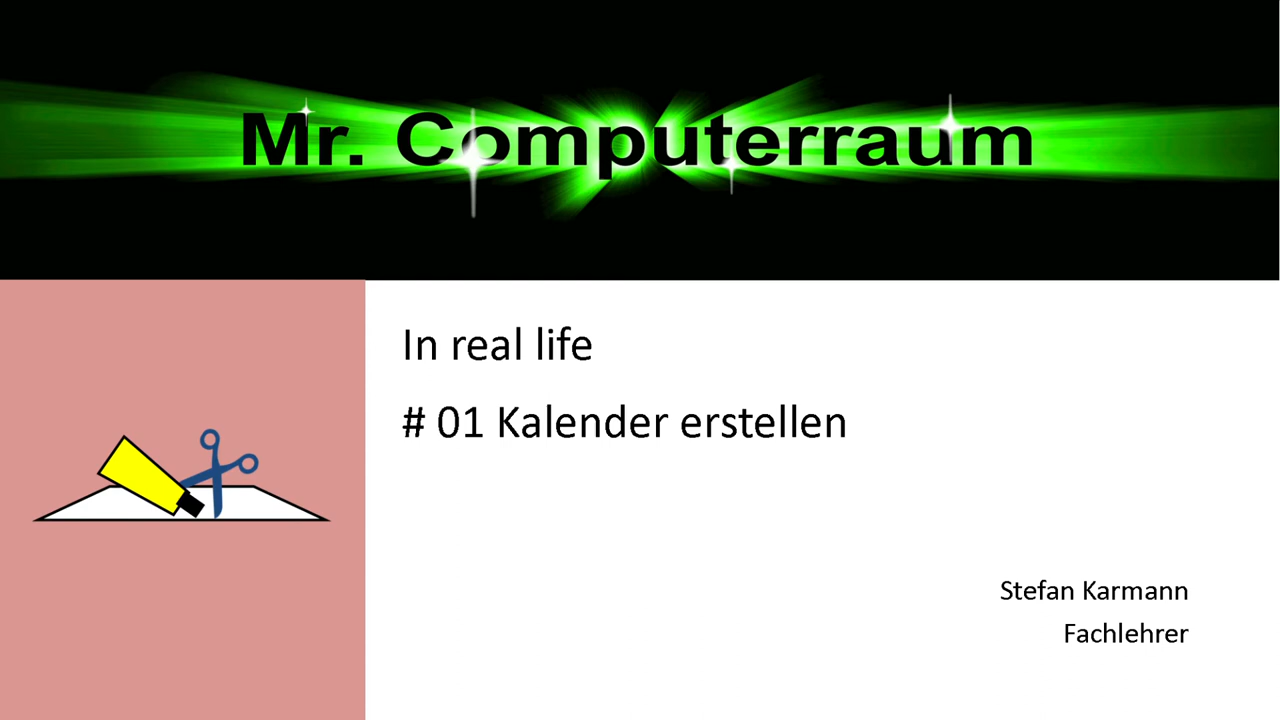 Mr. Computerraum
In real life
# 01 Kalender erstellen
Stefan Karmann
Fachlehrer